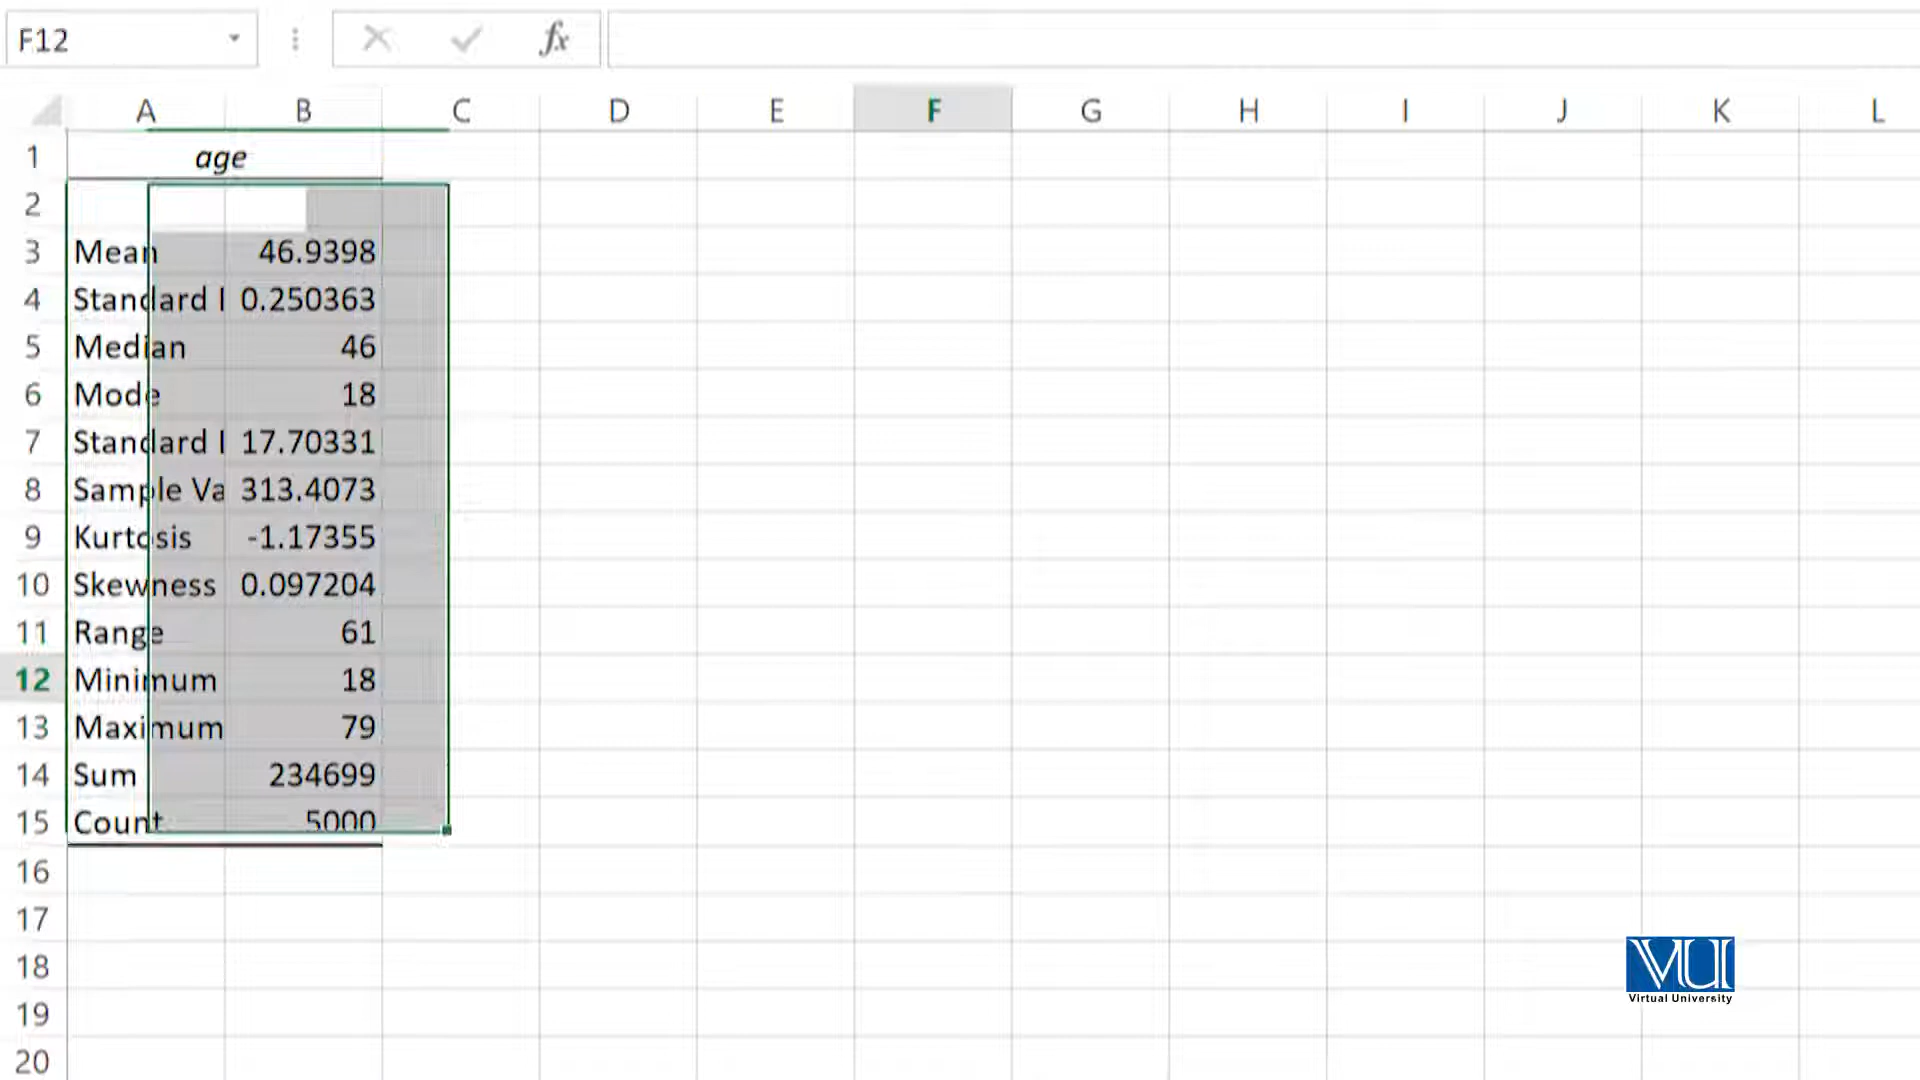 F12 fx
A B C D E F G H I J K L
1 age
2
3 Mean 46.9398
4 Standard 0.250363
5 Median 46
6 Mode 18
7 Standard 17.70331
8 Sample Va 313.4073
9 Kurtosis -1.17355
10 Skewness 0.097204
11 Range 61
12 Minimum 18
13 Maximum 79
14 Sum 234699
15 Count 5000
16
17
18
19
20
VU
Virtual University